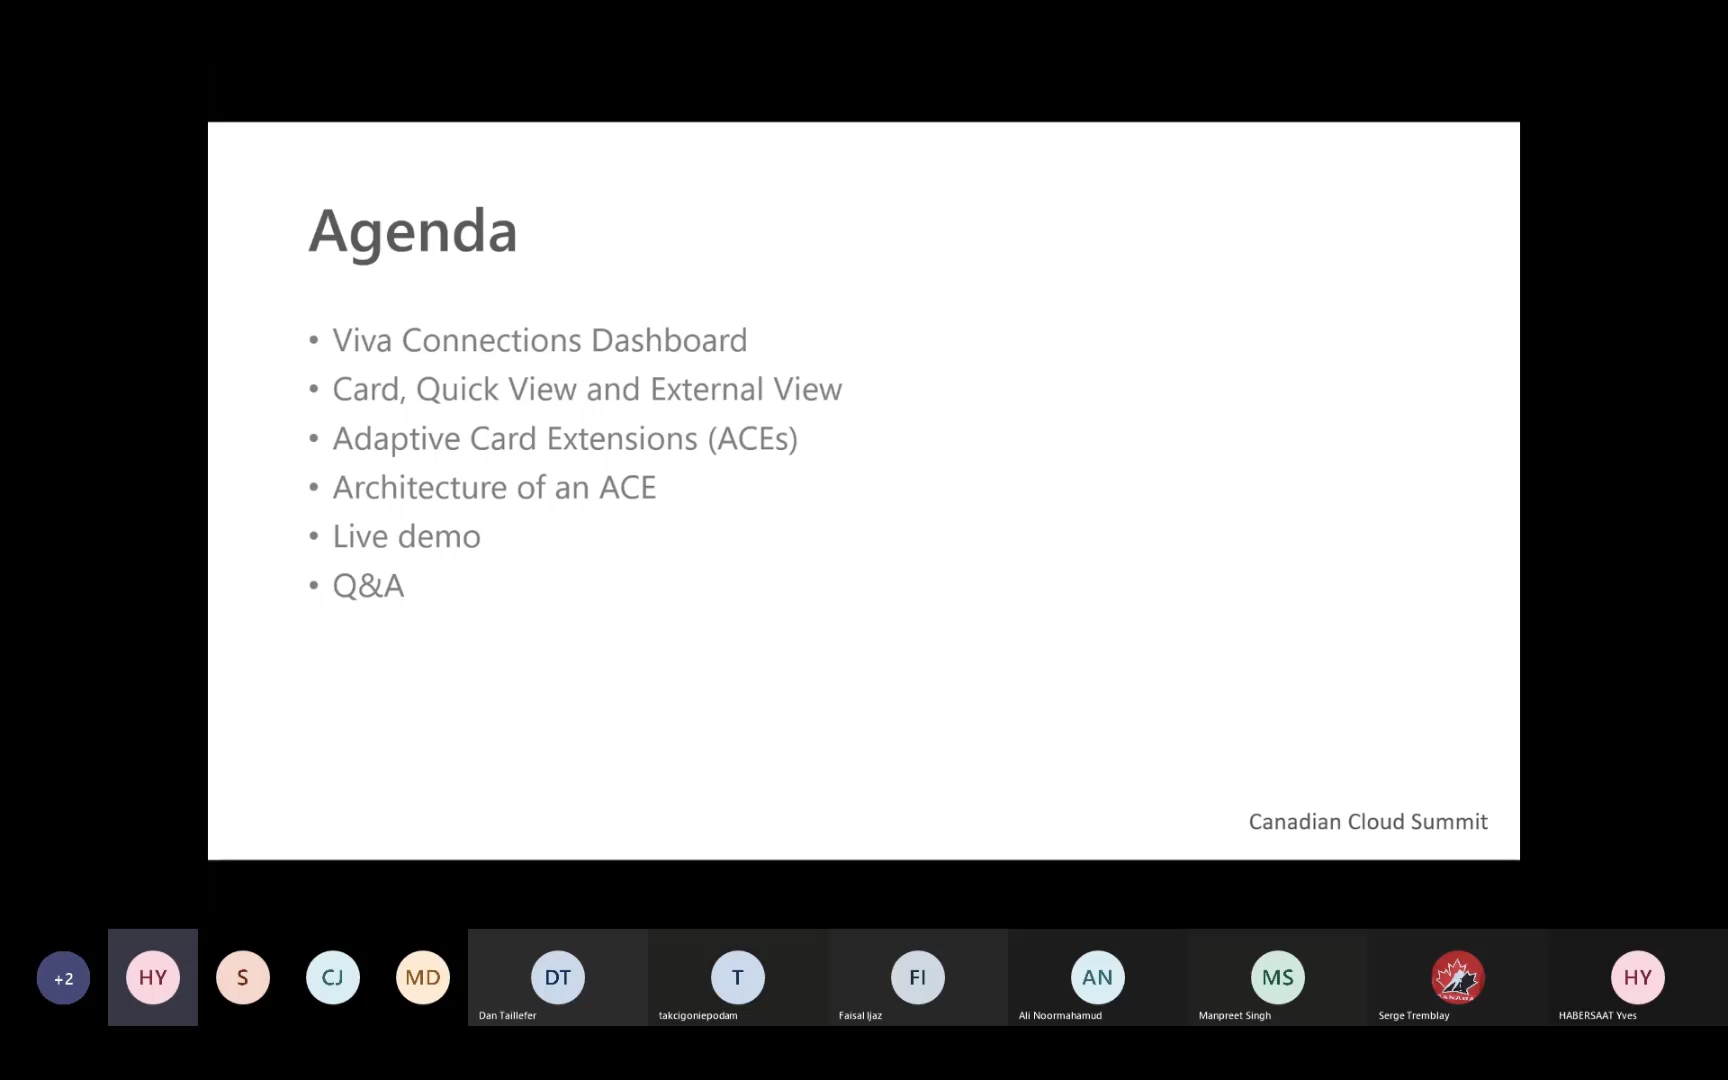 Agenda
• Viva Connections Dashboard
• Card, Quick View and External View
• Adaptive Card Extensions (ACEs)
• Architecture of an ACE
• Live demo
• Q&A
Canadian Cloud Summit
+2
HY
S
CJ
MD
DT
T
FI
AN
MS
CANADA
HY
Dan Taillefer
takcigoniepodam
Faisal Ijaz
Ali Noormahamud
Manpreet Singh
Serge Tremblay
HABERSAAT Yves